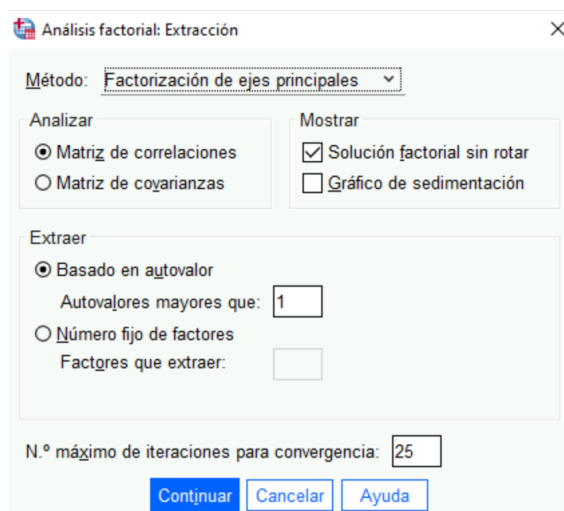 Análisis factorial: Extracción
Método: Factorización de ejes principales
Analizar
Matriz de correlaciones
Matriz de covarianzas
Mostrar
Solución factorial sin rotar
Gráfico de sedimentación
Extraer
Basado en autovalor
Autovalores mayores que: 1
Número fijo de factores
Factores que extraer:
N.º máximo de iteraciones para convergencia: 25
Continuar Cancelar Ayuda